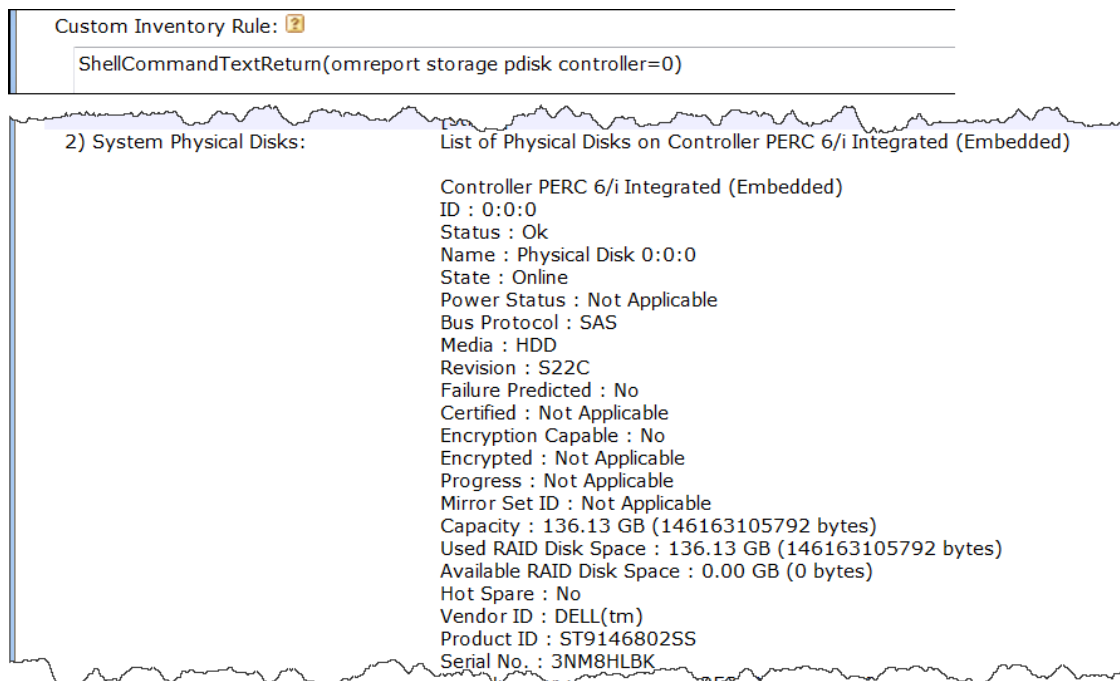 Custom Inventory Rule:
ShellCommandTextReturn(omreport storage pdisk controller=0)
2) System Physical Disks: List of Physical Disks on Controller PERC 6/i Integrated (Embedded)
Controller PERC 6/i Integrated (Embedded)
ID : 0:0:0
Status : Ok
Name : Physical Disk 0:0:0
State : Online
Power Status : Not Applicable
Bus Protocol : SAS
Media : HDD
Revision : S22C
Failure Predicted : No
Certified : Not Applicable
Encryption Capable : No
Encrypted : Not Applicable
Progress : Not Applicable
Mirror Set ID : Not Applicable
Capacity : 136.13 GB (146163105792 bytes)
Used RAID Disk Space : 136.13 GB (146163105792 bytes)
Available RAID Disk Space : 0.00 GB (0 bytes)
Hot Spare : No
Vendor ID : DELL(tm)
Product ID : ST9146802SS
Serial No. : 3NM8HLBK